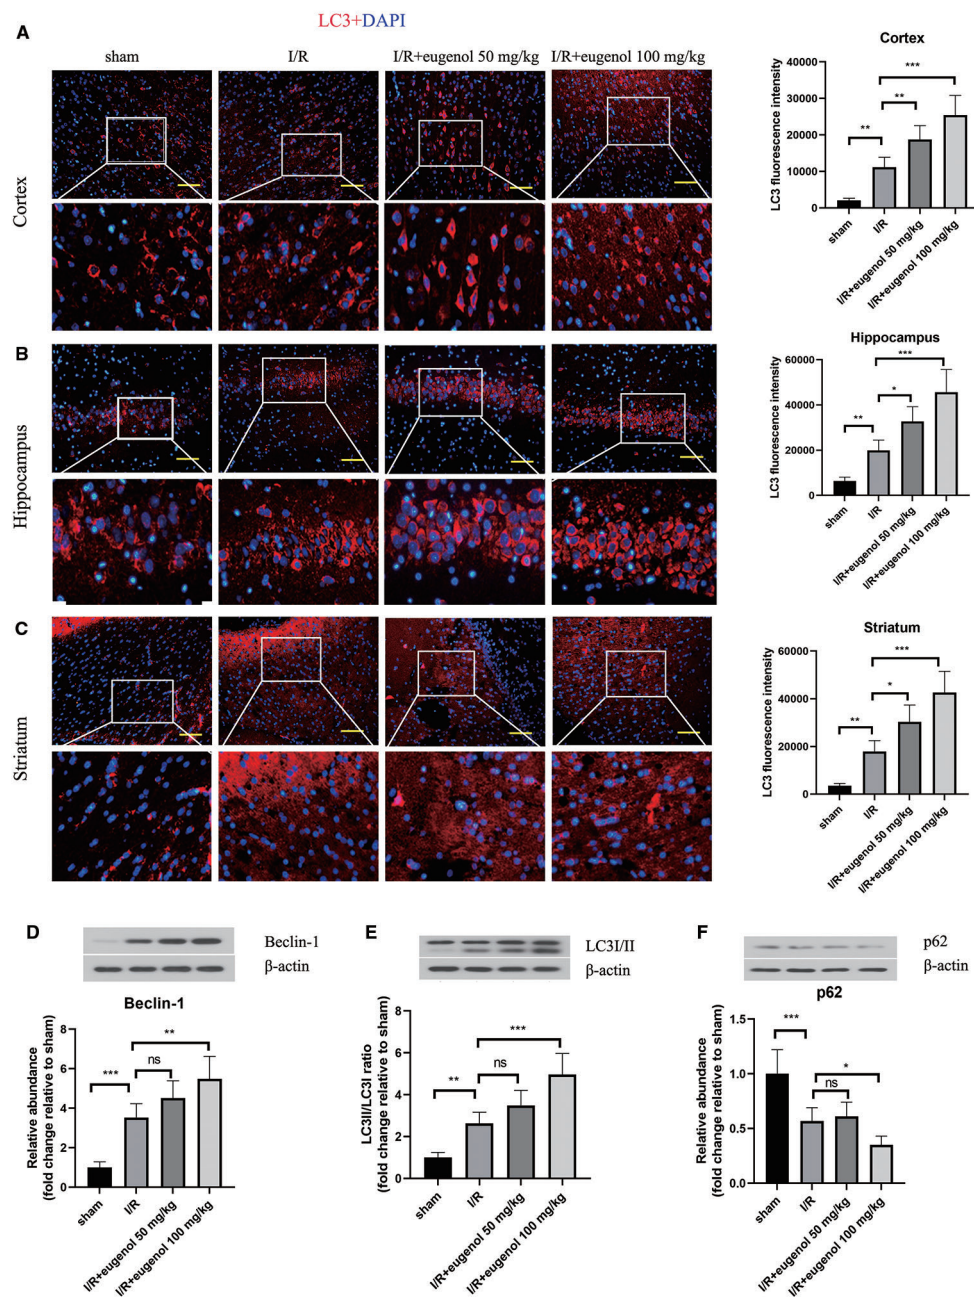 LC3+DAPI
A
sham
I/R
I/R+eugenol 50 mg/kg
I/R+eugenol 100 mg/kg
Cortex
Cortex
LC3 fluorescence intensity
40000
30000
20000
10000
0
**
**
***
sham
I/R
I/R+eugenol 50 mg/kg
I/R+eugenol 100 mg/kg
B
Hippocampus
Hippocampus
LC3 fluorescence intensity
60000
40000
20000
0
**
*
***
sham
I/R
I/R+eugenol 50 mg/kg
I/R+eugenol 100 mg/kg
C
Striatum
Striatum
LC3 fluorescence intensity
60000
40000
20000
0
**
*
***
sham
I/R
I/R+eugenol 50 mg/kg
I/R+eugenol 100 mg/kg
D
Beclin-1
β-actin
Beclin-1
Relative abundance
(fold change relative to sham)
8
6
4
2
0
***
ns
**
sham
I/R
I/R+eugenol 50 mg/kg
I/R+eugenol 100 mg/kg
E
LC3I/II
β-actin
LC3II/LC3I ratio
(fold change relative to sham)
8
6
4
2
0
**
ns
***
sham
I/R
I/R+eugenol 50 mg/kg
I/R+eugenol 100 mg/kg
F
p62
β-actin
p62
Relative abundance
(fold change relative to sham)
1.5
1.0
0.5
0.0
***
ns
*
sham
I/R
I/R+eugenol 50 mg/kg
I/R+eugenol 100 mg/kg